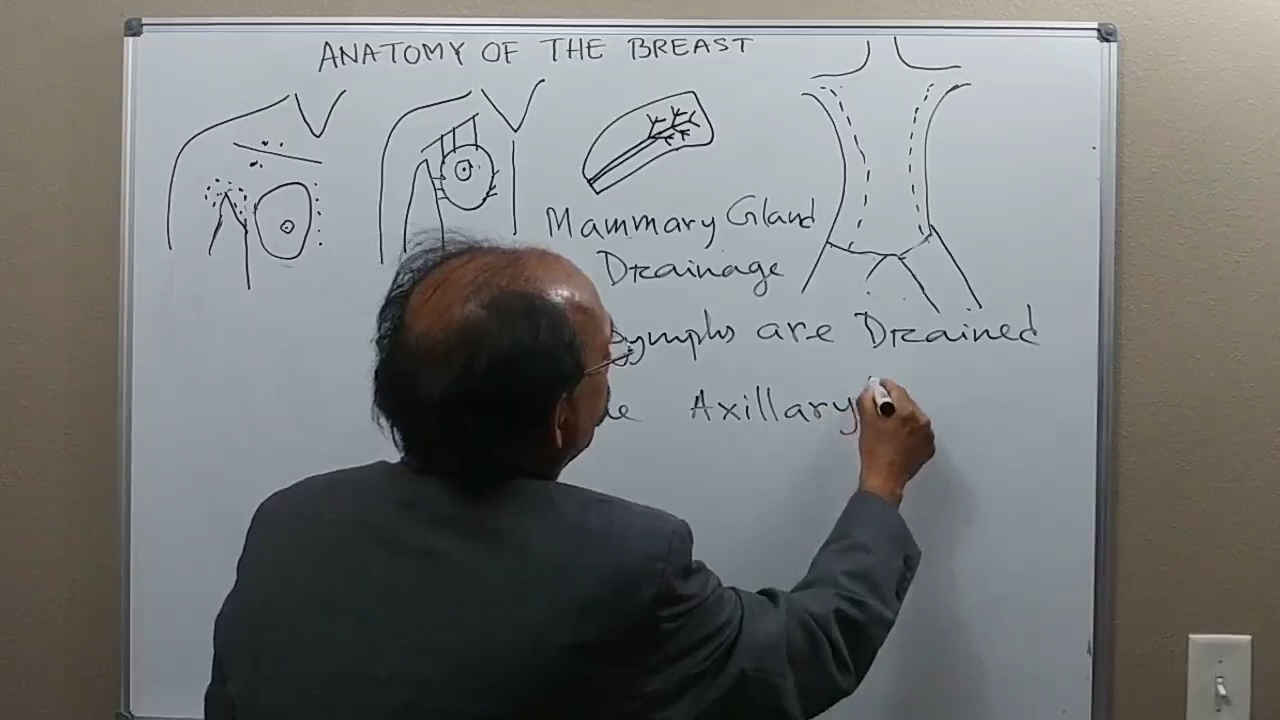 ANATOMY OF THE BREAST
Mammary Gland
Drainage
are Drained
Axillary